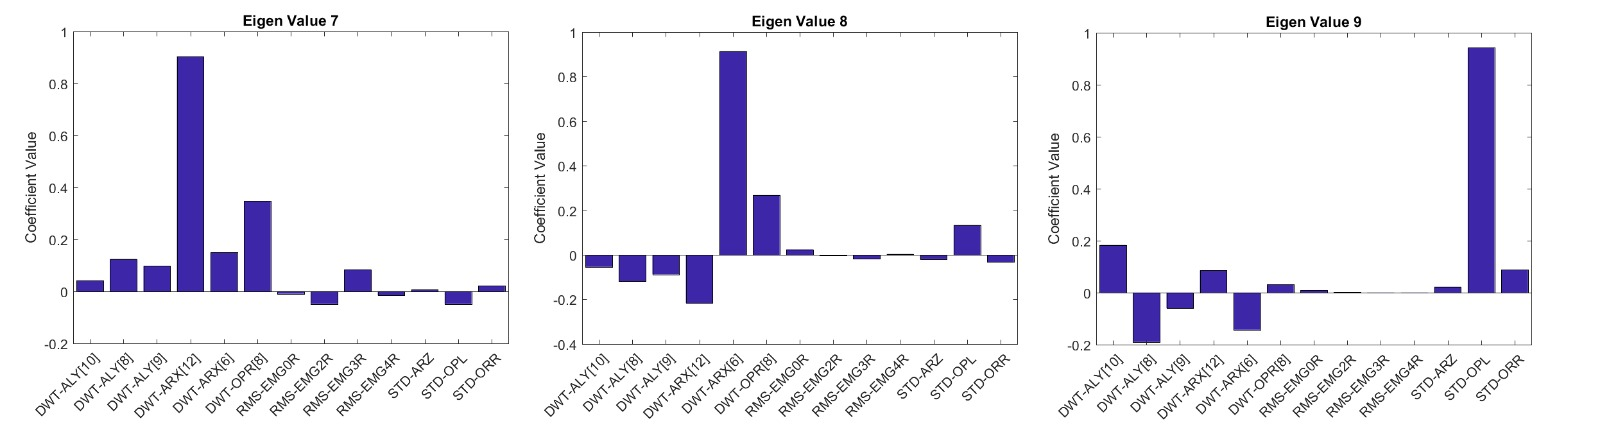 Eigen Value 7
Coefficient Value
1
0.8
0.6
0.4
0.2
0
-0.2
DWT-ALY[10]
DWT-ALY[8]
DWT-ALY[9]
DWT-ARX[12]
DWT-ARX[6]
DWT-OPR[8]
RMS-EMG0R
RMS-EMG2R
RMS-EMG3R
RMS-EMG4R
STD-ARZ
STD-OPL
STD-ORR
Eigen Value 8
Coefficient Value
1
0.8
0.6
0.4
0.2
0
-0.2
-0.4
DWT-ALY[10]
DWT-ALY[8]
DWT-ALY[9]
DWT-ARX[12]
DWT-ARX[6]
DWT-OPR[8]
RMS-EMG0R
RMS-EMG2R
RMS-EMG3R
RMS-EMG4R
STD-ARZ
STD-OPL
STD-ORR
Eigen Value 9
Coefficient Value
1
0.8
0.6
0.4
0.2
0
-0.2
DWT-ALY[10]
DWT-ALY[8]
DWT-ALY[9]
DWT-ARX[12]
DWT-ARX[6]
DWT-OPR[8]
RMS-EMG0R
RMS-EMG2R
RMS-EMG3R
RMS-EMG4R
STD-ARZ
STD-OPL
STD-ORR